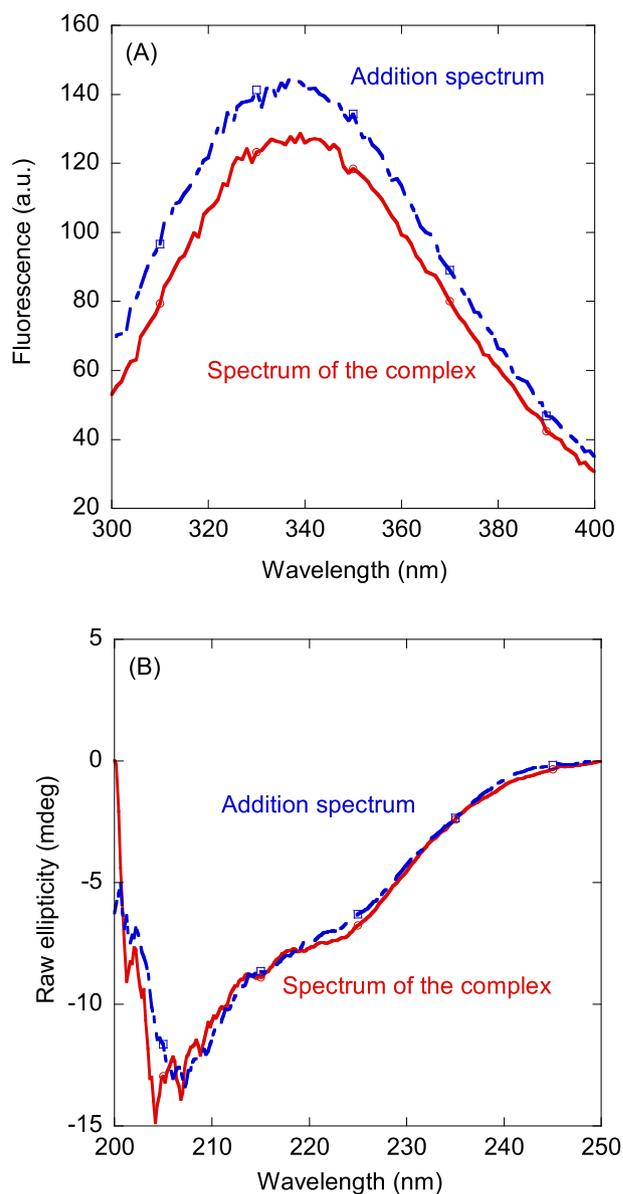 (A)
Addition spectrum
Spectrum of the complex
Fluorescence (a.u.)
160
140
120
100
80
60
40
20
300 320 340 360 380 400
Wavelength (nm)
(B)
Addition spectrum
Spectrum of the complex
Raw ellipticity (mdeg)
5
0
-5
-10
-15
200 210 220 230 240 250
Wavelength (nm)